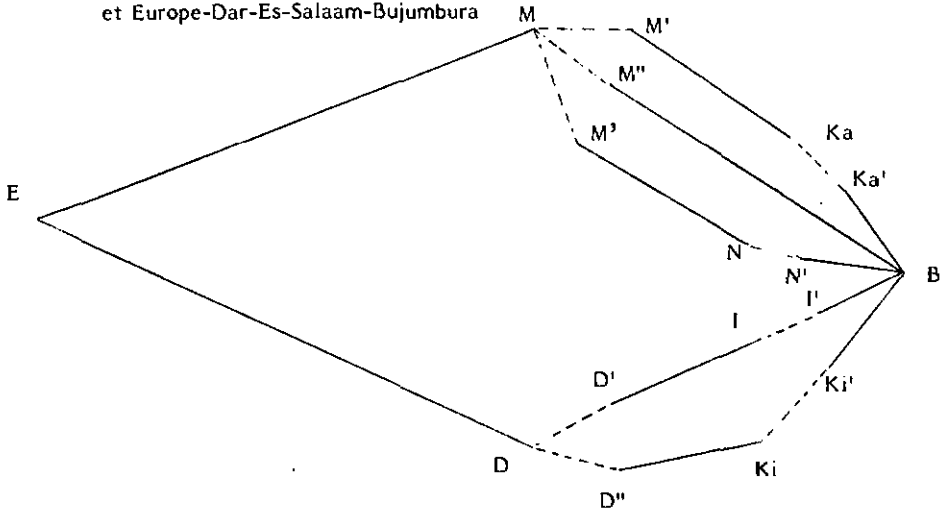 et Europe-Dar-Es-Salaam-Bujumbura
M
M'
M"
M'
Ka
Ka'
E
N
N'
B
I'
I
D'
Ki'
D
Ki
D"